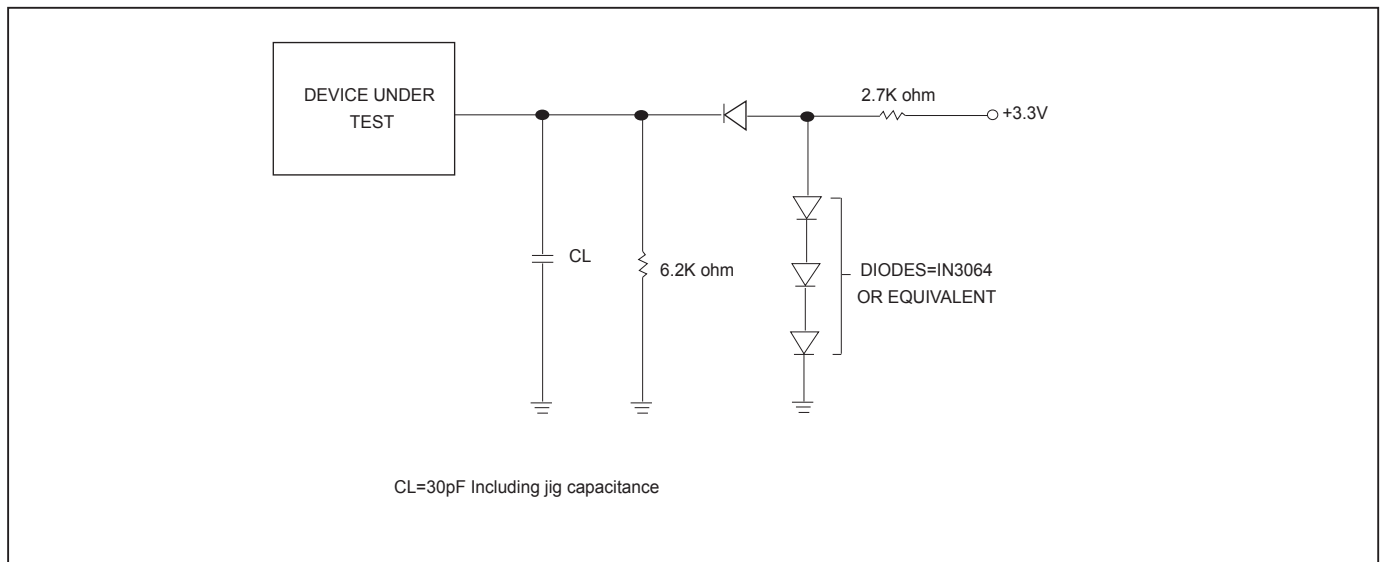 DEVICE UNDER
TEST
2.7K ohm
+3.3V
CL
6.2K ohm
DIODES=IN3064
OR EQUIVALENT
CL=30pF Including jig capacitance